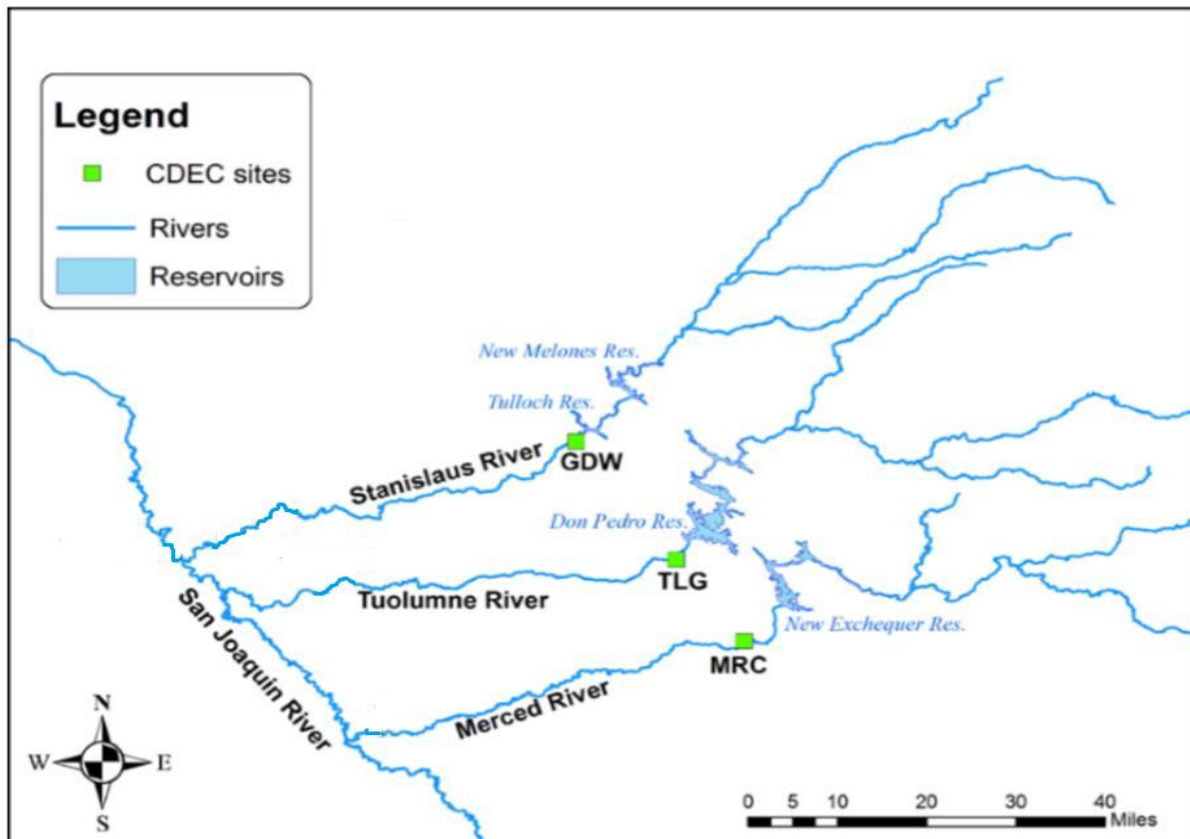 Legend
CDEC sites
Rivers
Reservoirs
New Melones Res.
Tulloch Res.
GDW
Stanislaus River
Don Pedro Res.
TLG
Tuolumne River
San Joaquin River
New Exchequer Res.
MRC
Merced River
N
W E
S
0 5 10 20 30 40
Miles